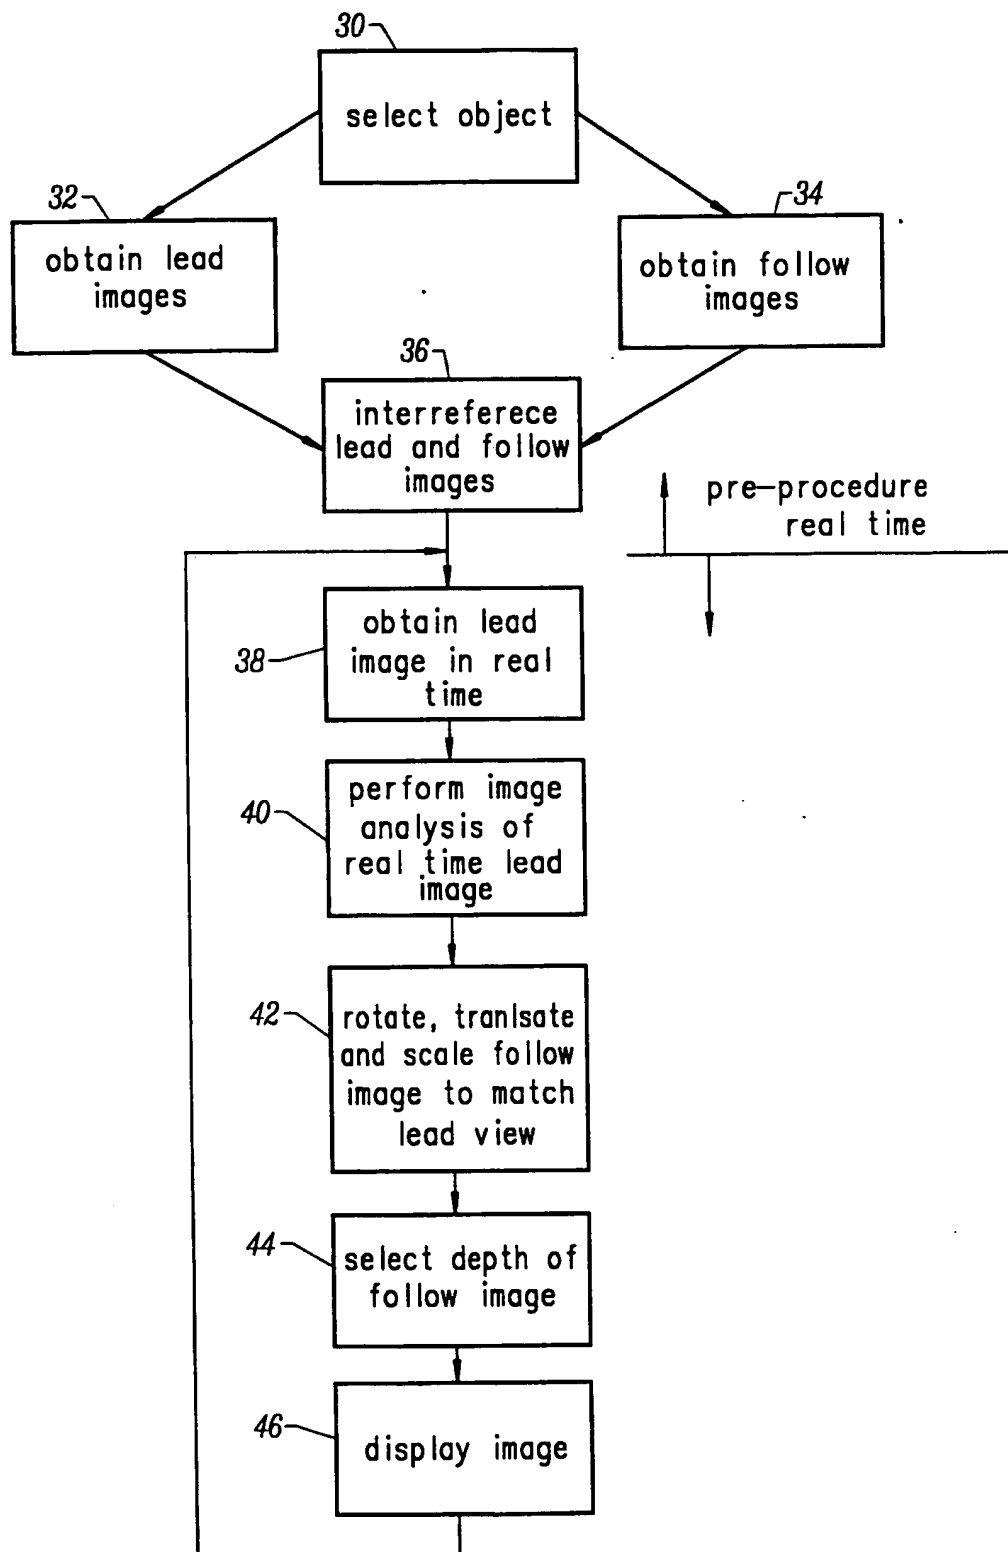 30
select object
32
obtain lead
images
34
obtain follow
images
36
interreferece
lead and follow
images
pre-procedure
real time
38
obtain lead
image in real
time
40
perform image
analysis of
real time lead
image
42
rotate, tranlsate
and scale follow
image to match
lead view
44
select depth of
follow image
46
display image